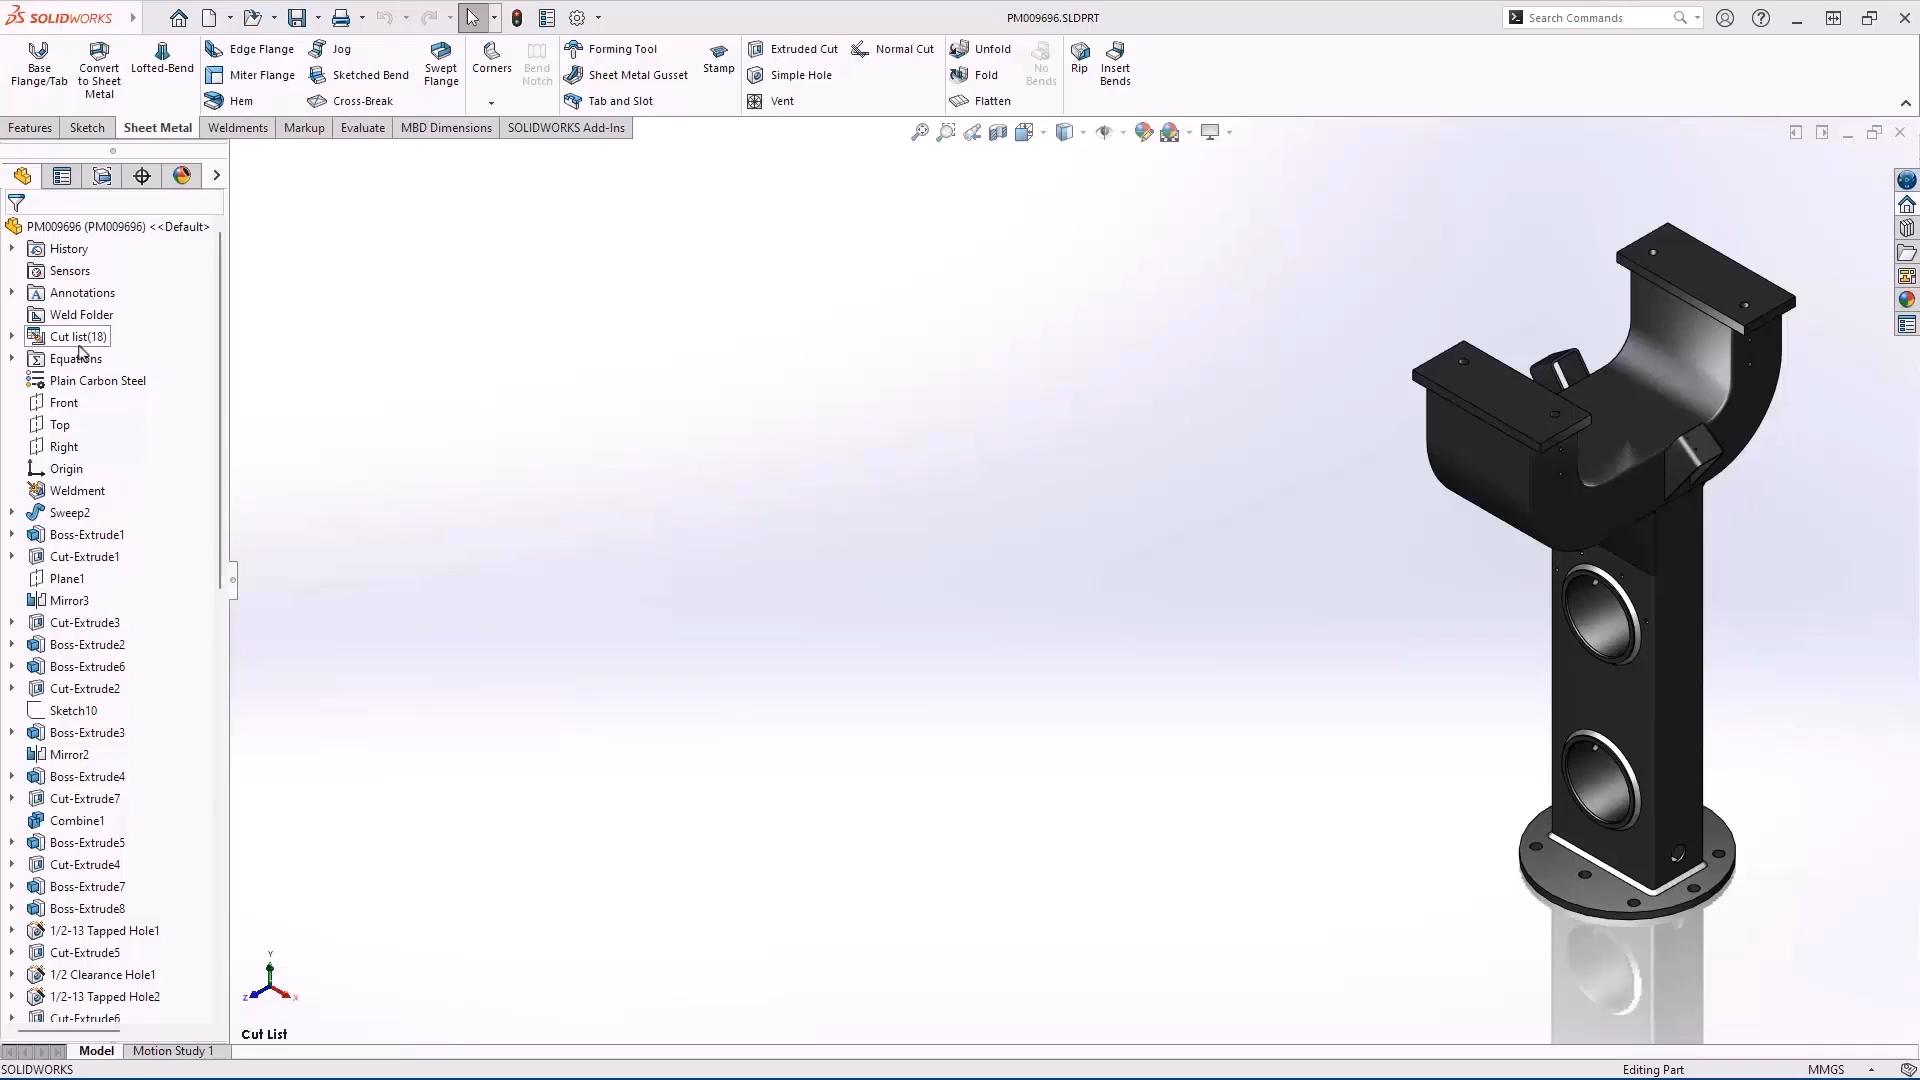 SOLIDWORKS
PM009696.SLDPRT
Search Commands
Base Flange/Tab
Convert to Sheet Metal
Lofted-Bend
Edge Flange
Miter Flange
Hem
Jog
Sketched Bend
Cross-Break
Swept Flange
Corners
Bend Notch
Forming Tool
Sheet Metal Gusset
Tab and Slot
Stamp
Extruded Cut
Simple Hole
Vent
Normal Cut
Unfold
Fold
Flatten
No Bends
Rip
Insert Bends
Features
Sketch
Sheet Metal
Weldments
Markup
Evaluate
MBD Dimensions
SOLIDWORKS Add-Ins
PM009696 (PM009696) <<Default>
History
Sensors
Annotations
Weld Folder
Cut list(18)
Equations
Plain Carbon Steel
Front
Top
Right
Origin
Weldment
Sweep2
Boss-Extrude1
Cut-Extrude1
Plane1
Mirror3
Cut-Extrude3
Boss-Extrude2
Boss-Extrude6
Cut-Extrude2
Sketch10
Boss-Extrude3
Mirror2
Boss-Extrude4
Cut-Extrude7
Combine1
Boss-Extrude5
Cut-Extrude4
Boss-Extrude7
Boss-Extrude8
1/2-13 Tapped Hole1
Cut-Extrude5
1/2 Clearance Hole1
1/2-13 Tapped Hole2
Cut-Extrude6
Y
Z
X
Cut List
Model
Motion Study 1
SOLIDWORKS
Editing Part
MMGS